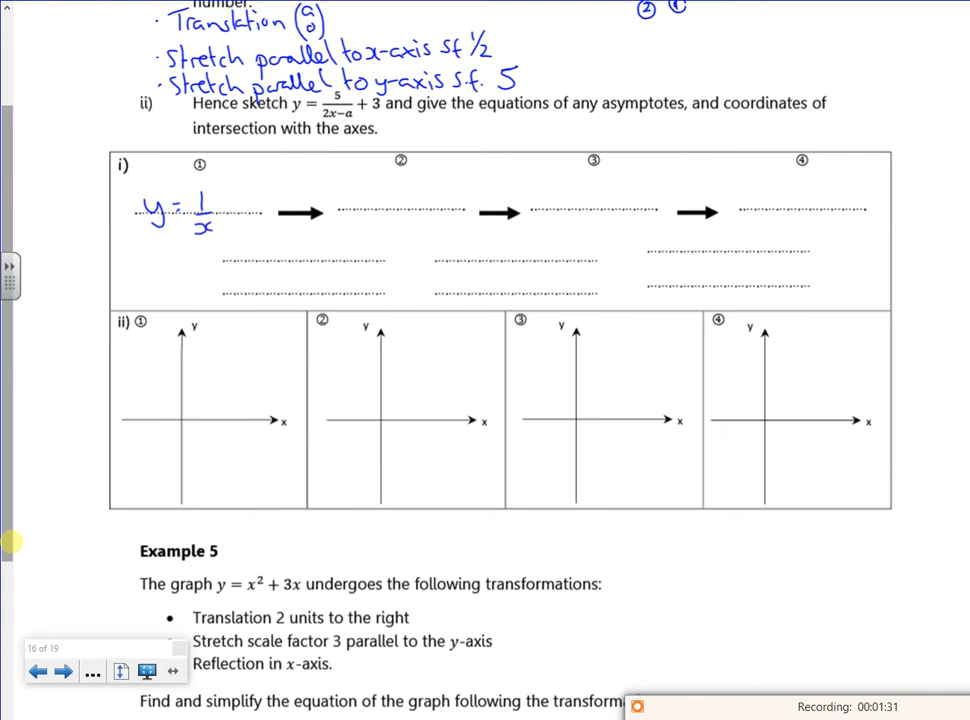 number.
② ①
· Translation (a 0)
· Stretch parallel to x-axis sf 1/2
· Stretch parallel to y-axis s.f. 5
ii) Hence sketch y = 5/(2x−a) + 3 and give the equations of any asymptotes, and coordinates of
intersection with the axes.
i) ① ② ③ ④
y = 1/x
ii) ① y x ② y x ③ y x ④ y x
Example 5
The graph y = x² + 3x undergoes the following transformations:
• Translation 2 units to the right
Stretch scale factor 3 parallel to the y-axis
Reflection in x-axis.
16 of 19
Find and simplify the equation of the graph following the transform
Recording: 00:01:31